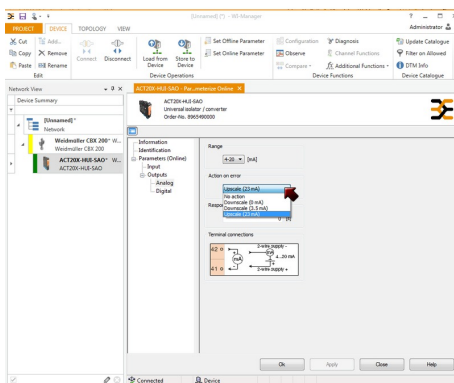 [Unnamed] (*) - WI-Manager
PROJECT DEVICE TOPOLOGY VIEW Administrator
Cut Add... Connect Disconnect Load from Device Store to Device Set Offline Parameter Configuration Diagnosis Update Catalogue
Copy Remove Set Online Parameter Observe Channel Functions Filter on Allowed
Paste Rename Compare Additional Functions DTM Info
Edit Device Operations Device Functions Device Catalogue
Network View
ACT20X-HUI-SAO - Parameterize Online
Device Summary
[Unnamed]*
Network
Weidmüller CBX 200* W...
Weidmüller CBX 200
ACT20X-HUI-SAO* W...
ACT20X-HUI-SAO
ACT20X-HUI-SAO
Universal isolator / converter
Order-No. 8965490000
Information
Identification
Parameters (Online)
Input
Outputs
Analog
Digital
Range
4-20 [mA]
Action on error
Upscale (23 mA)
No action
Downscale (0 mA)
Downscale (3.5 mA)
Upscale (23 mA)
Respo
0 [s]
Terminal connections
42 2-wire supply -
mA mV 4...20 mA
41 2-wire supply +
Ok Apply Close Help
Connected Device